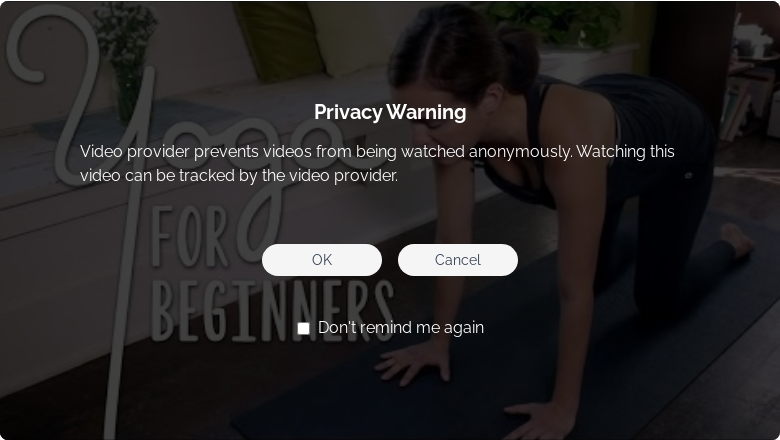 Privacy Warning
Video provider prevents videos from being watched anonymously. Watching this
video can be tracked by the video provider.
Yoga
FOR
BEGINNERS
OK
Cancel
Don't remind me again